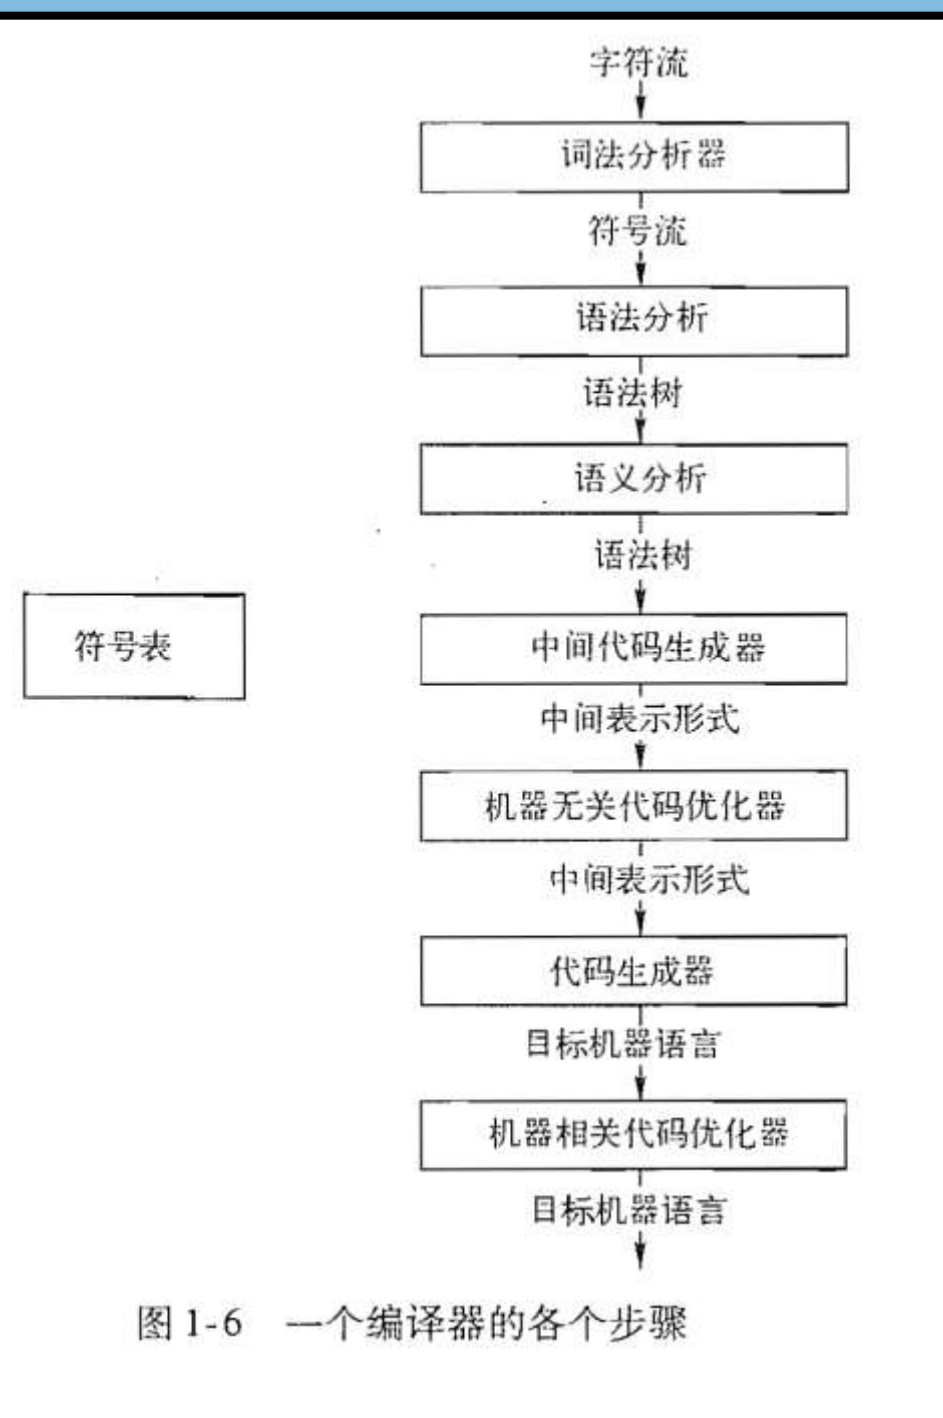 字符流
词法分析器
符号流
语法分析
语法树
语义分析
语法树
符号表
中间代码生成器
中间表示形式
机器无关代码优化器
中间表示形式
代码生成器
目标机器语言
机器相关代码优化器
目标机器语言
图 1-6 一个编译器的各个步骤